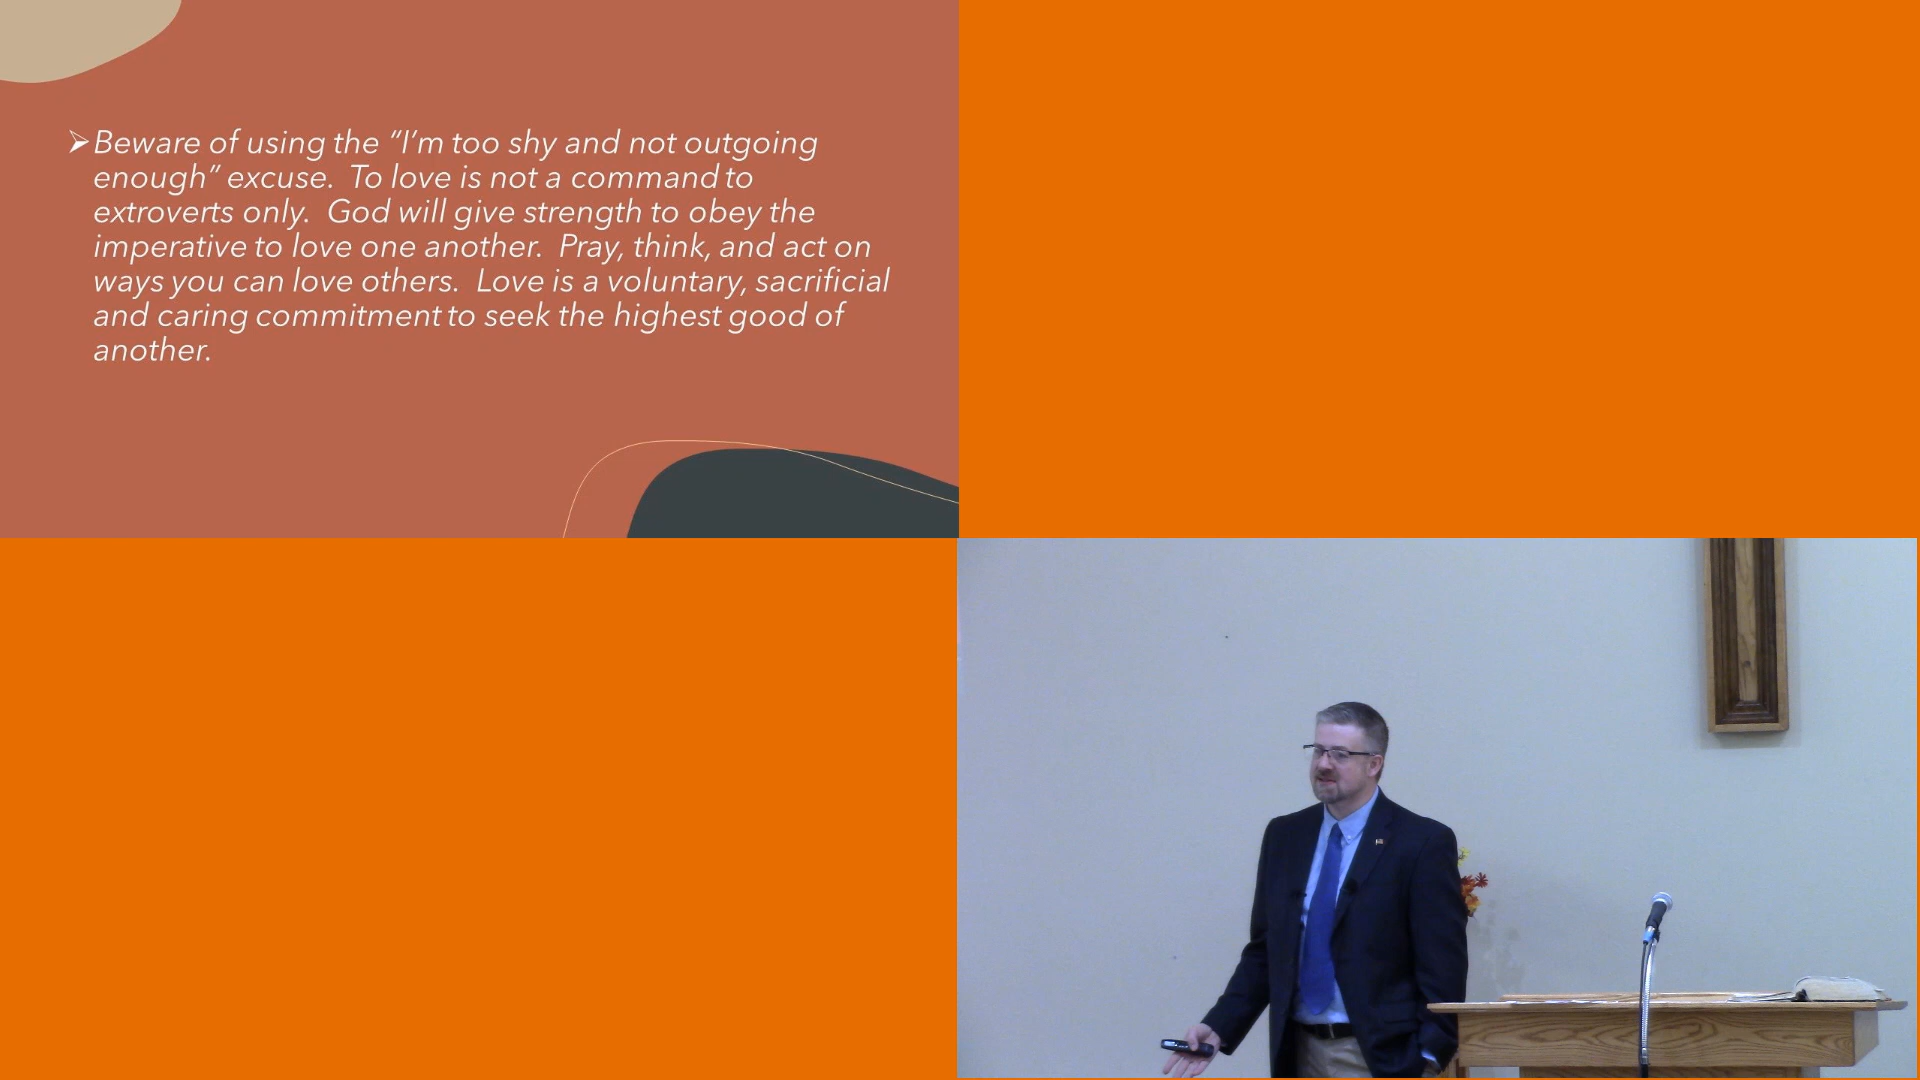 ➢Beware of using the “I’m too shy and not outgoing
enough” excuse.  To love is not a command to
extroverts only.  God will give strength to obey the
imperative to love one another.  Pray, think, and act on
ways you can love others.  Love is a voluntary, sacrificial
and caring commitment to seek the highest good of
another.